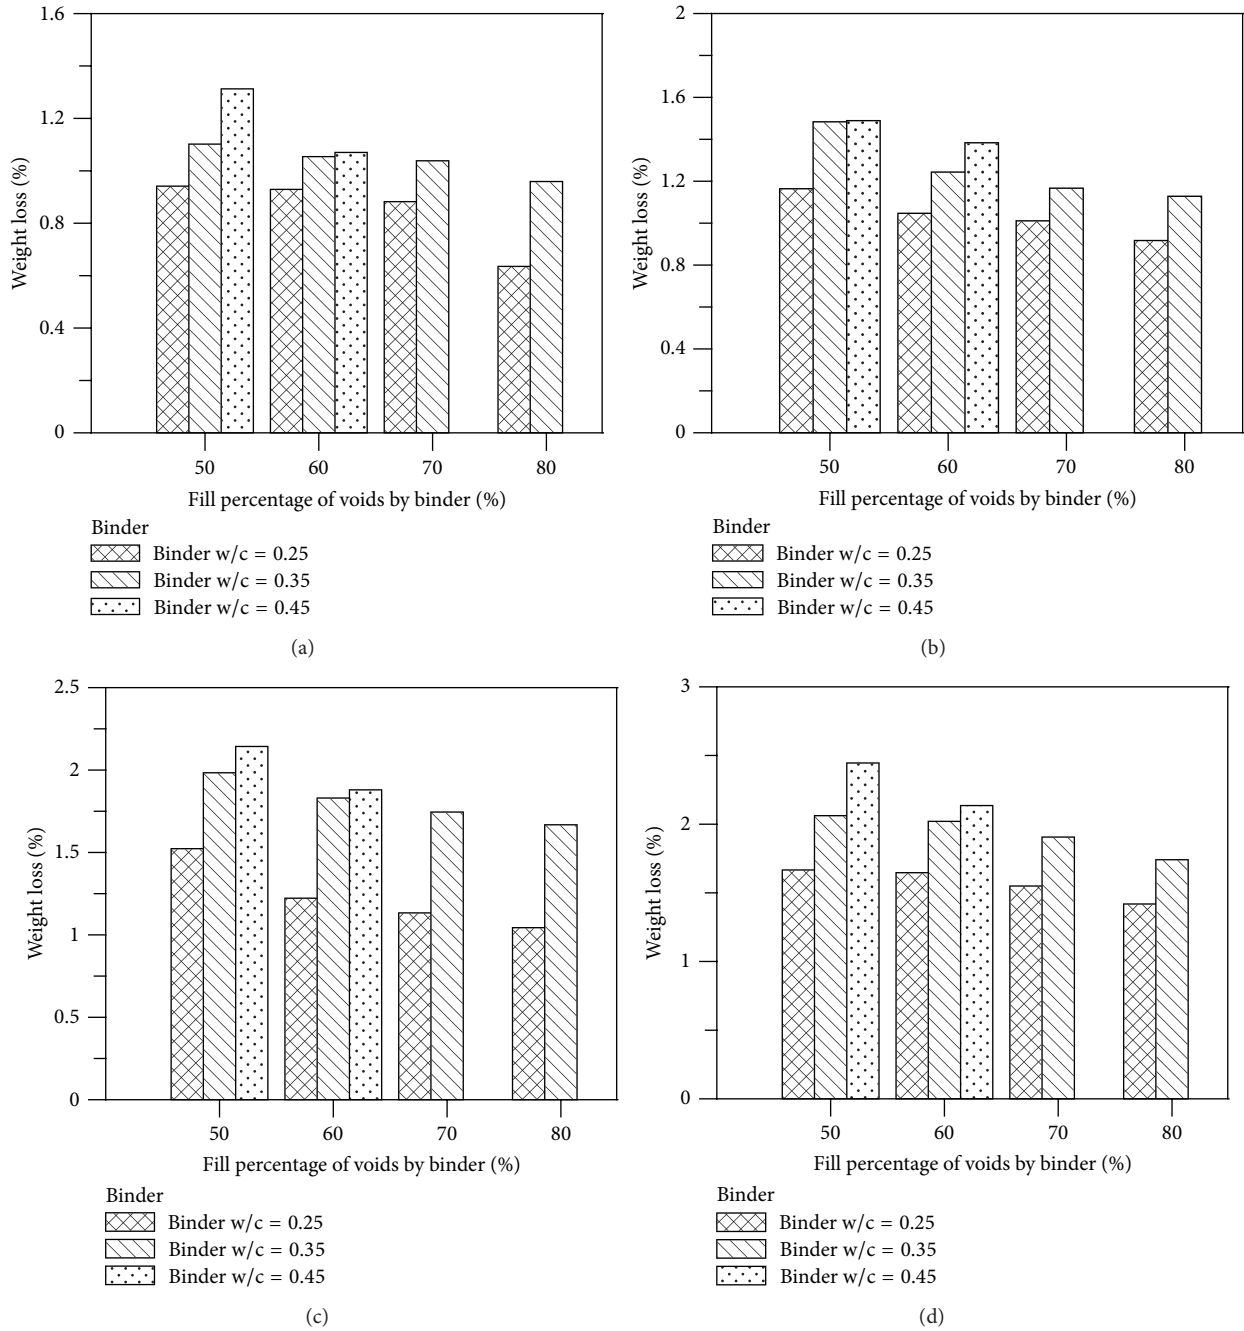 1.6
1.2
0.8
0.4
0
Weight loss (%)
50 60 70 80
Fill percentage of voids by binder (%)
Binder
Binder w/c = 0.25
Binder w/c = 0.35
Binder w/c = 0.45
(a)
2
1.6
1.2
0.8
0.4
0
Weight loss (%)
50 60 70 80
Fill percentage of voids by binder (%)
Binder
Binder w/c = 0.25
Binder w/c = 0.35
Binder w/c = 0.45
(b)
2.5
2
1.5
1
0.5
0
Weight loss (%)
50 60 70 80
Fill percentage of voids by binder (%)
Binder
Binder w/c = 0.25
Binder w/c = 0.35
Binder w/c = 0.45
(c)
3
2
1
0
Weight loss (%)
50 60 70 80
Fill percentage of voids by binder (%)
Binder
Binder w/c = 0.25
Binder w/c = 0.35
Binder w/c = 0.45
(d)